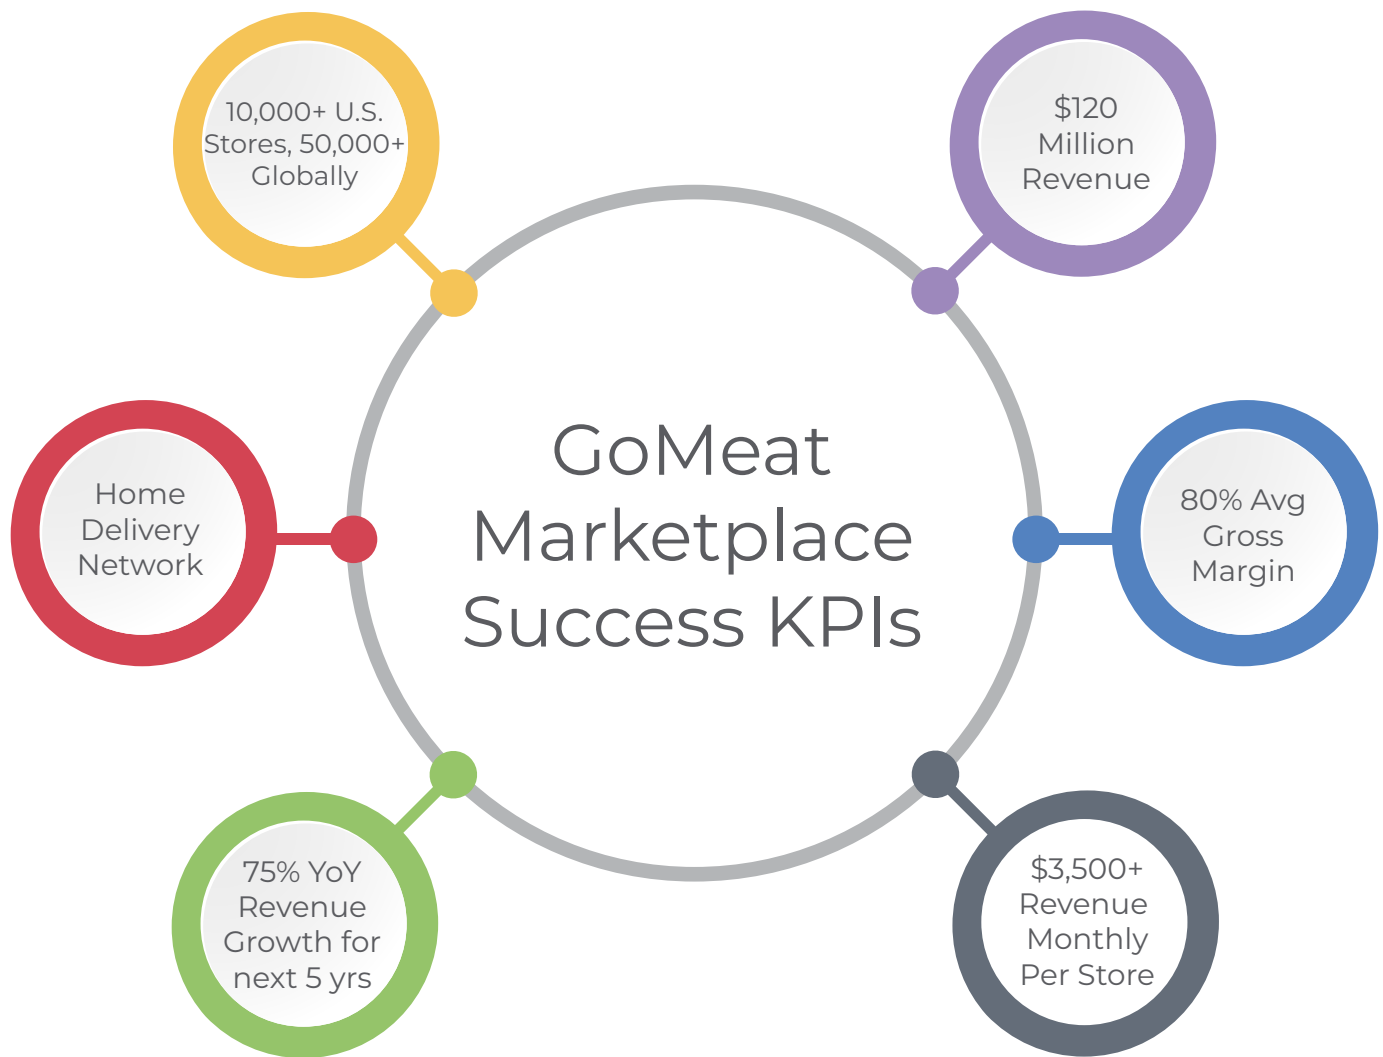 10,000+ U.S.
Stores, 50,000+
Globally
$120
Million
Revenue
Home
Delivery
Network
GoMeat
Marketplace
Success KPIs
80% Avg
Gross
Margin
75% YoY
Revenue
Growth for
next 5 yrs
$3,500+
Revenue
Monthly
Per Store